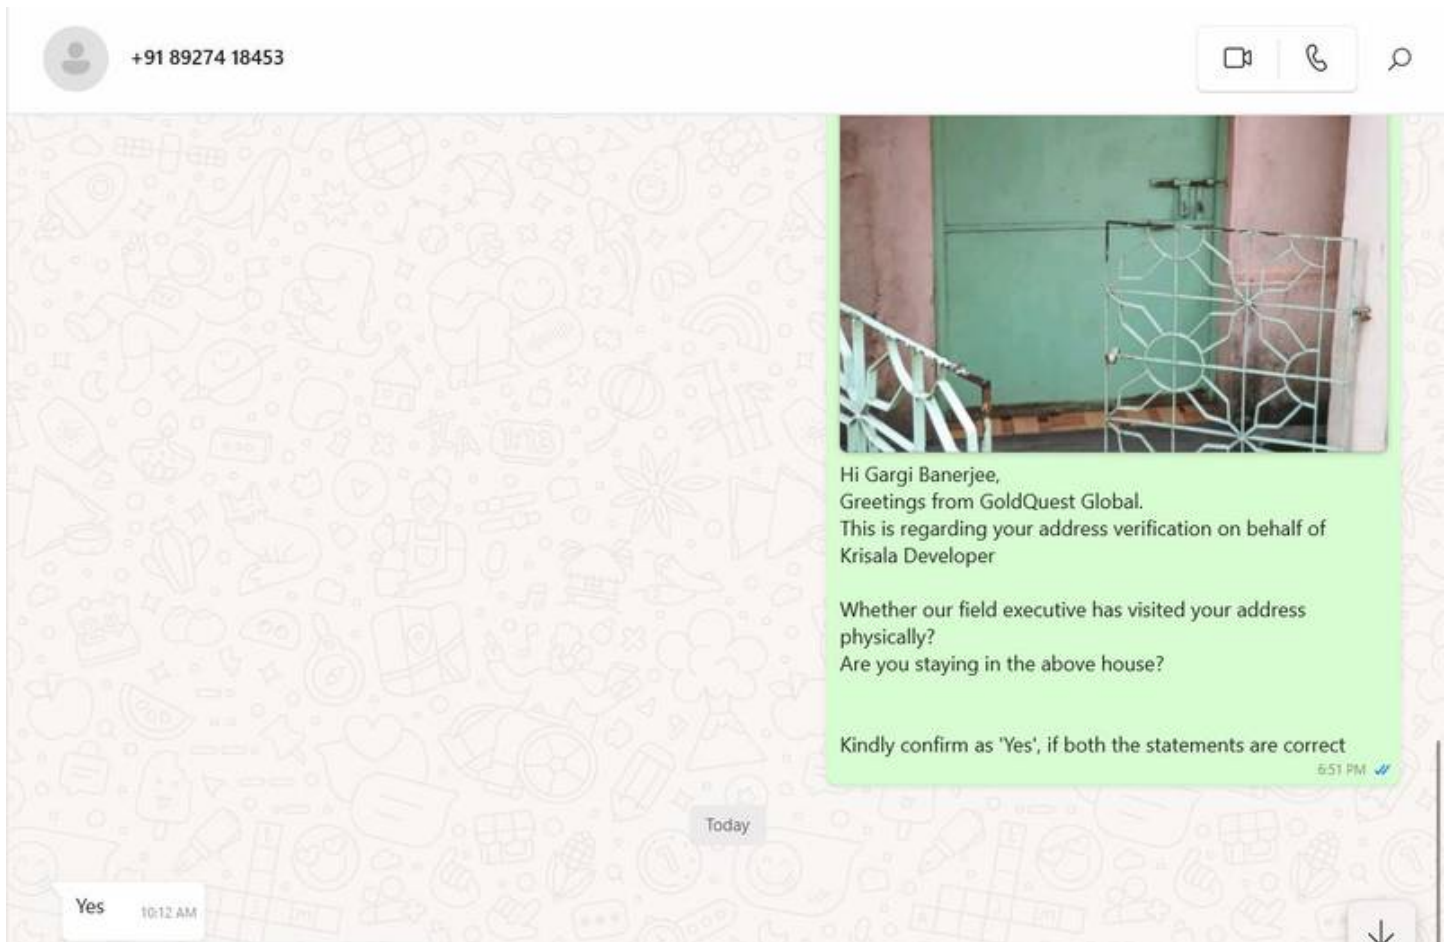 +91 89274 18453
Hi Gargi Banerjee,
Greetings from GoldQuest Global.
This is regarding your address verification on behalf of
Krisala Developer
Whether our field executive has visited your address
physically?
Are you staying in the above house?
Kindly confirm as 'Yes', if both the statements are correct
6:51 PM
Today
Yes
10:12 AM